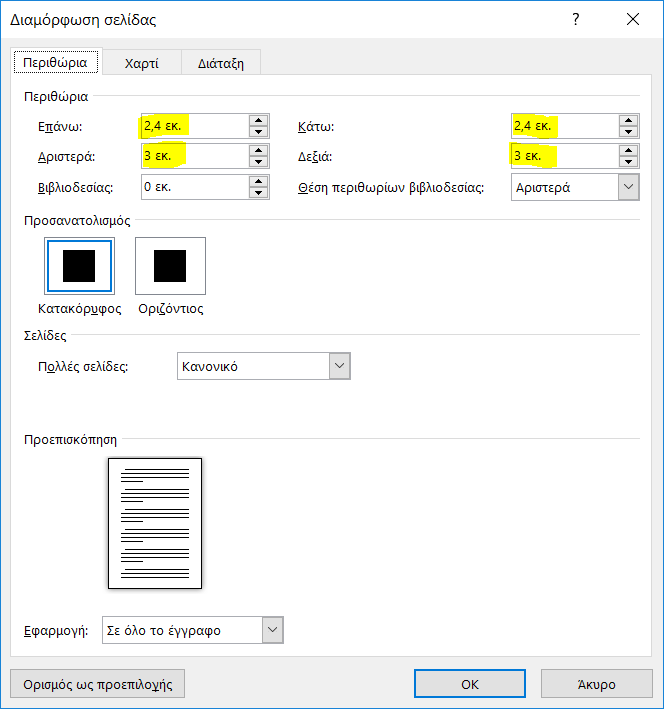 Διαμόρφωση σελίδας ?
Περιθώρια Χαρτί Διάταξη
Περιθώρια
Επάνω: 2,4 εκ. Κάτω: 2,4 εκ.
Αριστερά: 3 εκ. Δεξιά: 3 εκ.
Βιβλιοδεσίας: 0 εκ. Θέση περιθωρίων βιβλιοδεσίας: Αριστερά
Προσανατολισμός
Κατακόρυφος Οριζόντιος
Σελίδες
Πολλές σελίδες: Κανονικό
Προεπισκόπηση
Εφαρμογή: Σε όλο το έγγραφο
Ορισμός ως προεπιλογής OK Άκυρο